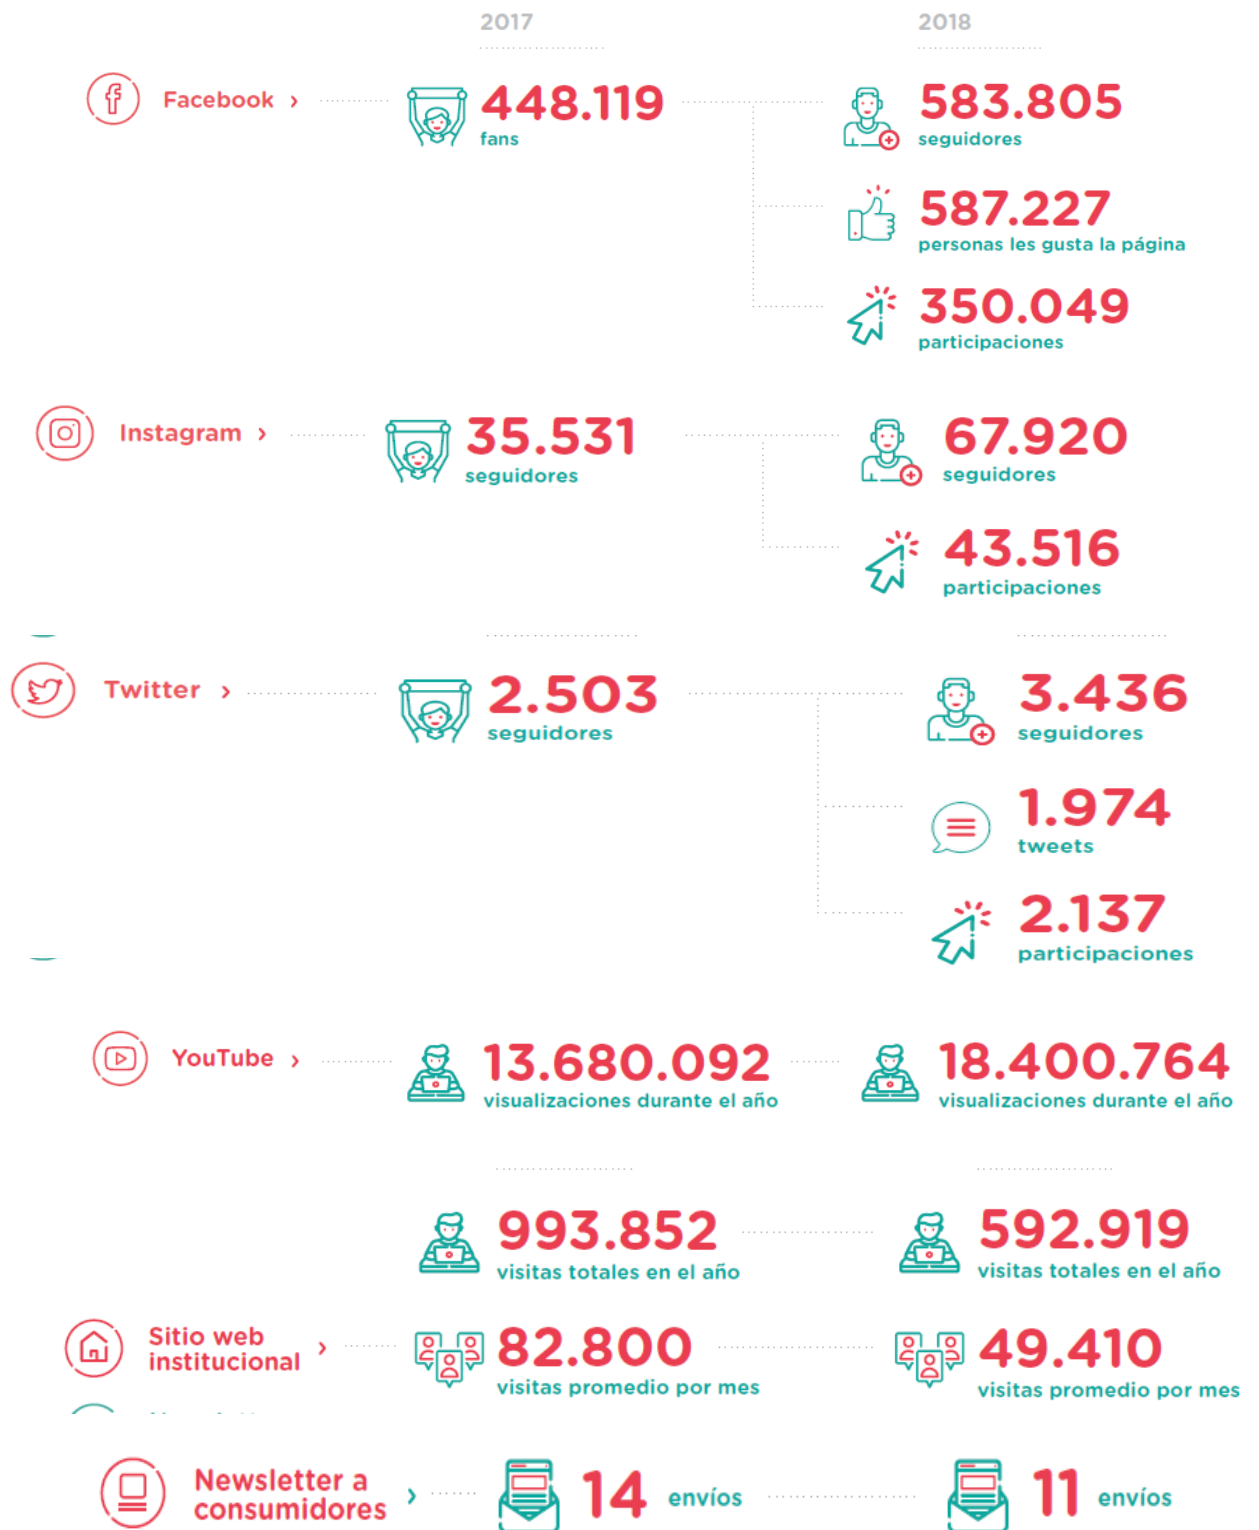 2017
2018
Facebook ›
448.119
fans
583.805
seguidores
587.227
personas les gusta la página
350.049
participaciones
Instagram ›
35.531
seguidores
67.920
seguidores
43.516
participaciones
Twitter ›
2.503
seguidores
3.436
seguidores
1.974
tweets
2.137
participaciones
YouTube ›
13.680.092
visualizaciones durante el año
18.400.764
visualizaciones durante el año
993.852
visitas totales en el año
592.919
visitas totales en el año
Sitio web
institucional ›
82.800
visitas promedio por mes
49.410
visitas promedio por mes
Newsletter a
consumidores ›
14 envíos
11 envíos